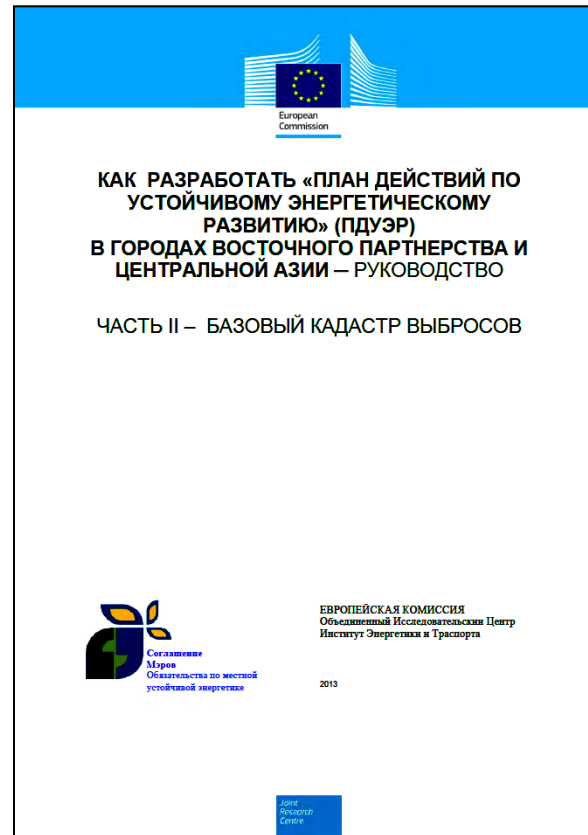 European
Commission
КАК РАЗРАБОТАТЬ «ПЛАН ДЕЙСТВИЙ ПО
УСТОЙЧИВОМУ ЭНЕРГЕТИЧЕСКОМУ
РАЗВИТИЮ» (ПДУЭР)
В ГОРОДАХ ВОСТОЧНОГО ПАРТНЕРСТВА И
ЦЕНТРАЛЬНОЙ АЗИИ — РУКОВОДСТВО
ЧАСТЬ II – БАЗОВЫЙ КАДАСТР ВЫБРОСОВ
Соглашение
Мэров
Обязательства по местной
устойчивой энергетике
ЕВРОПЕЙСКАЯ КОМИССИЯ
Объединенный Исследовательский Центр
Институт Энергетики и Траспорта
2013
Joint
Research
Centre